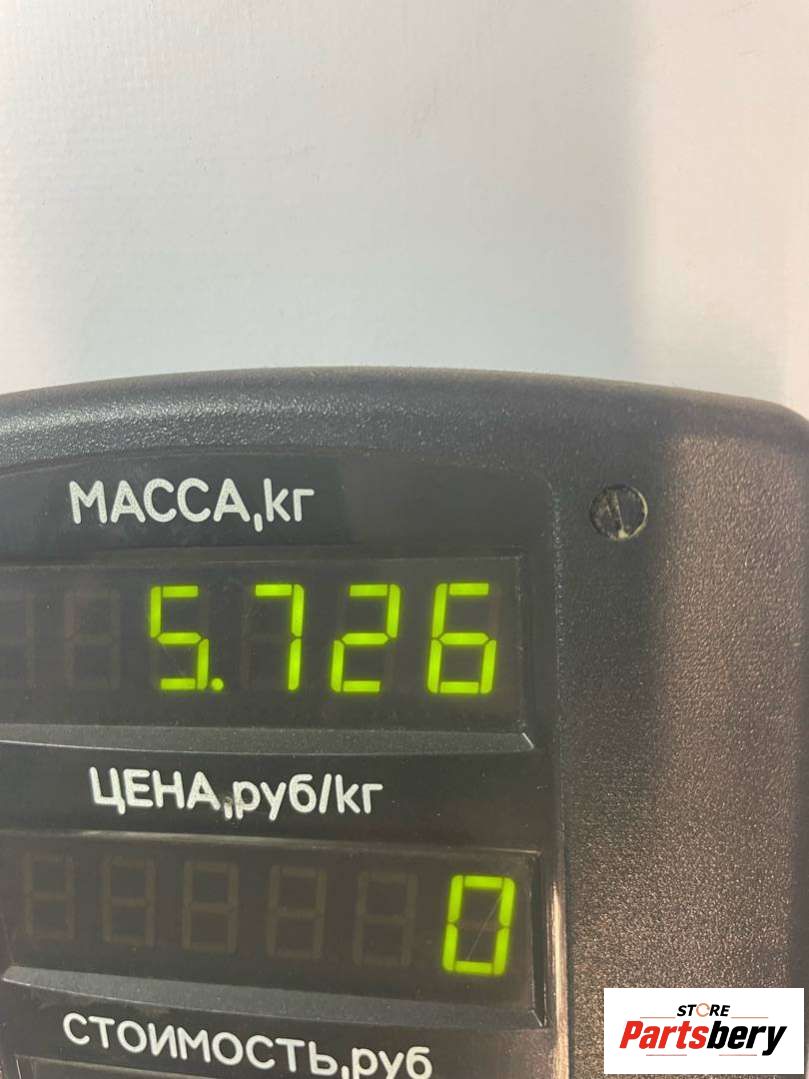 МАССА,кг
5.726
ЦЕНА,руб/кг
0
СТОИМОСТЬ,руб
STORE
Partsbery